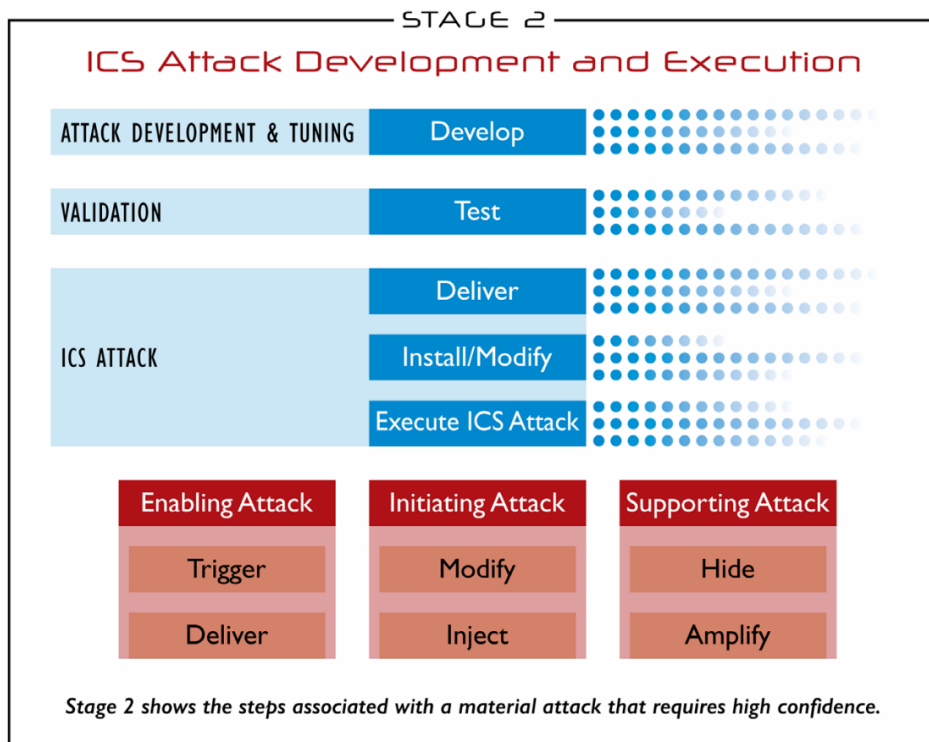 STAGE 2
ICS Attack Development and Execution
ATTACK DEVELOPMENT & TUNING
Develop
VALIDATION
Test
ICS ATTACK
Deliver
Install/Modify
Execute ICS Attack
Enabling Attack
Trigger
Deliver
Initiating Attack
Modify
Inject
Supporting Attack
Hide
Amplify
Stage 2 shows the steps associated with a material attack that requires high confidence.